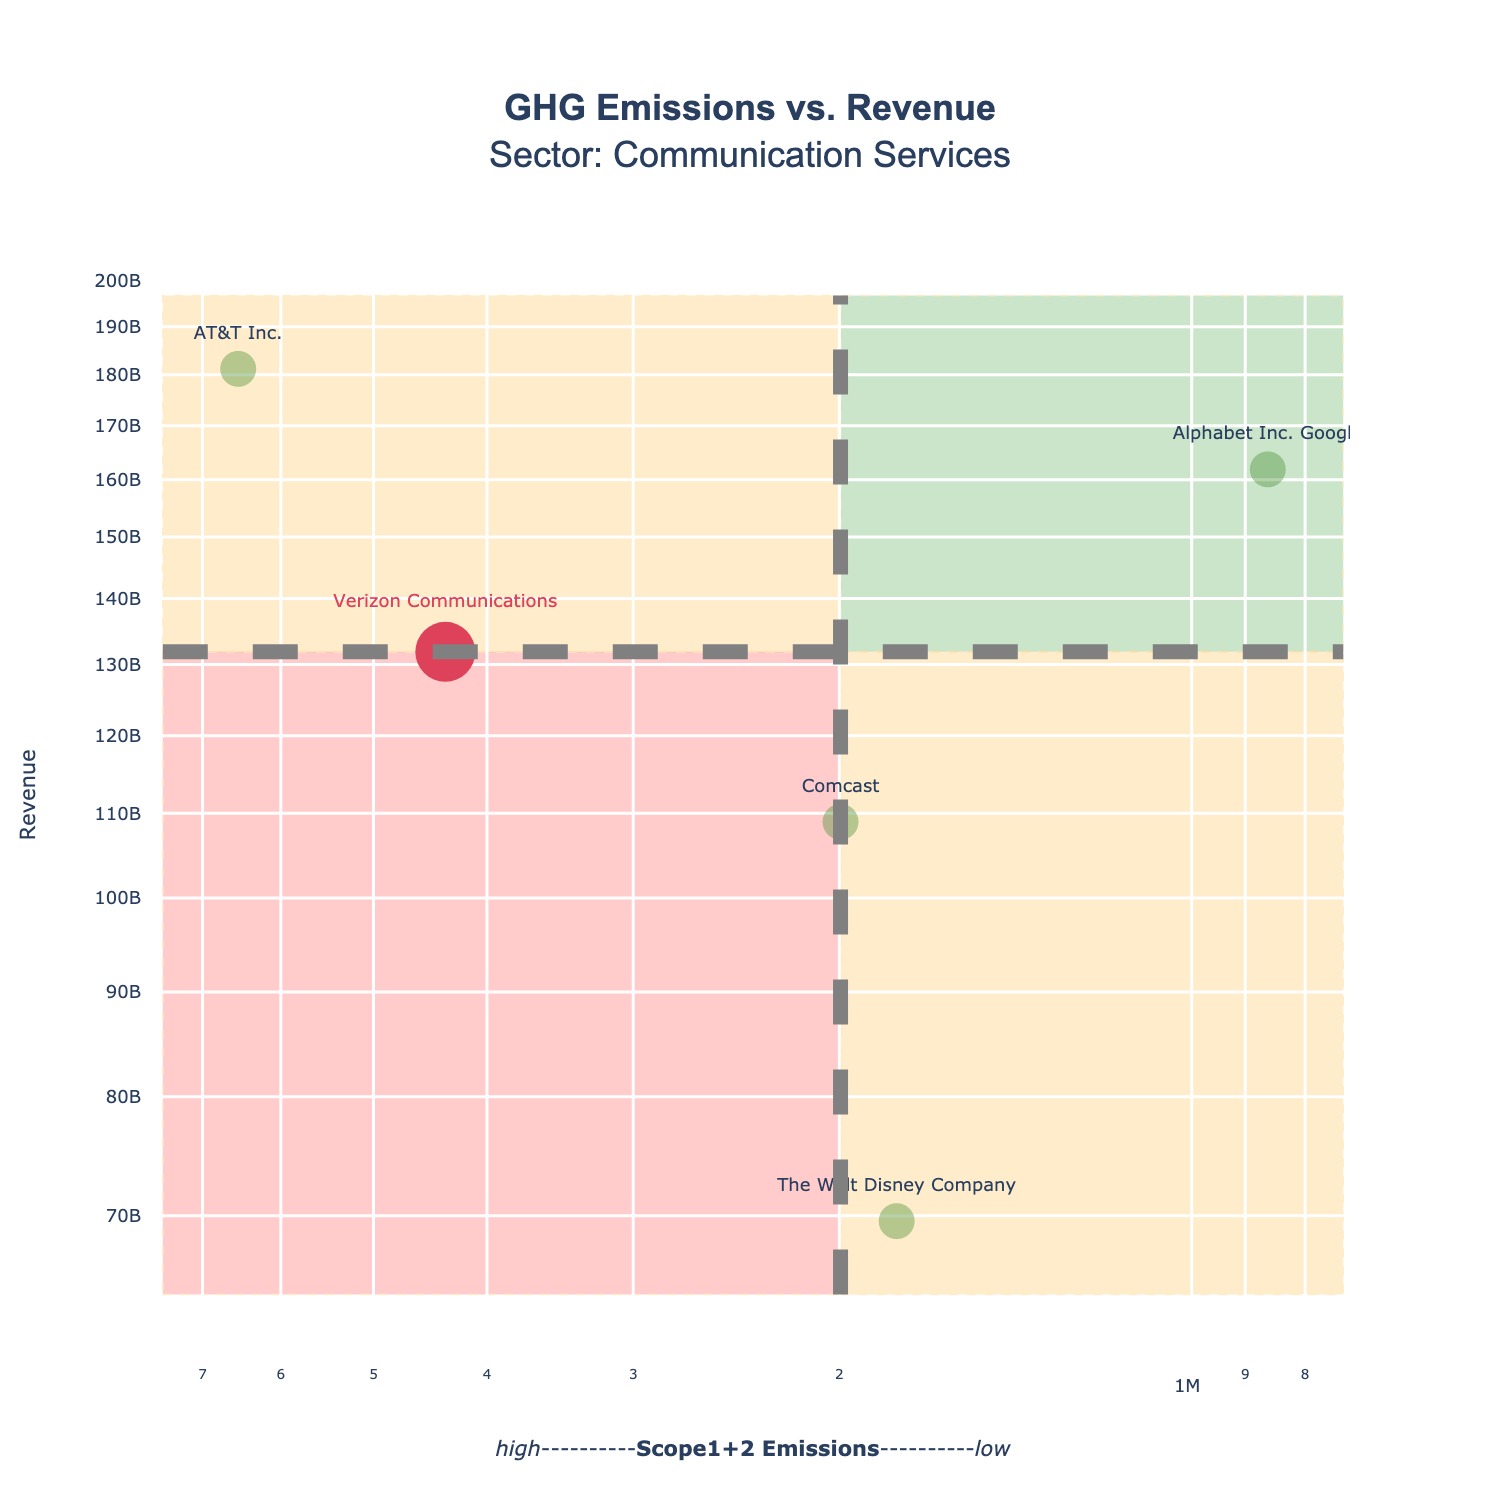 GHG Emissions vs. Revenue
Sector: Communication Services
200B
190B
180B
170B
160B
150B
140B
130B
120B
110B
100B
90B
80B
70B
Revenue
AT&T Inc.
Alphabet Inc. Googl
Verizon Communications
Comcast
The Walt Disney Company
7 6 5 4 3 2 1M 9 8
high----------Scope1+2 Emissions----------low